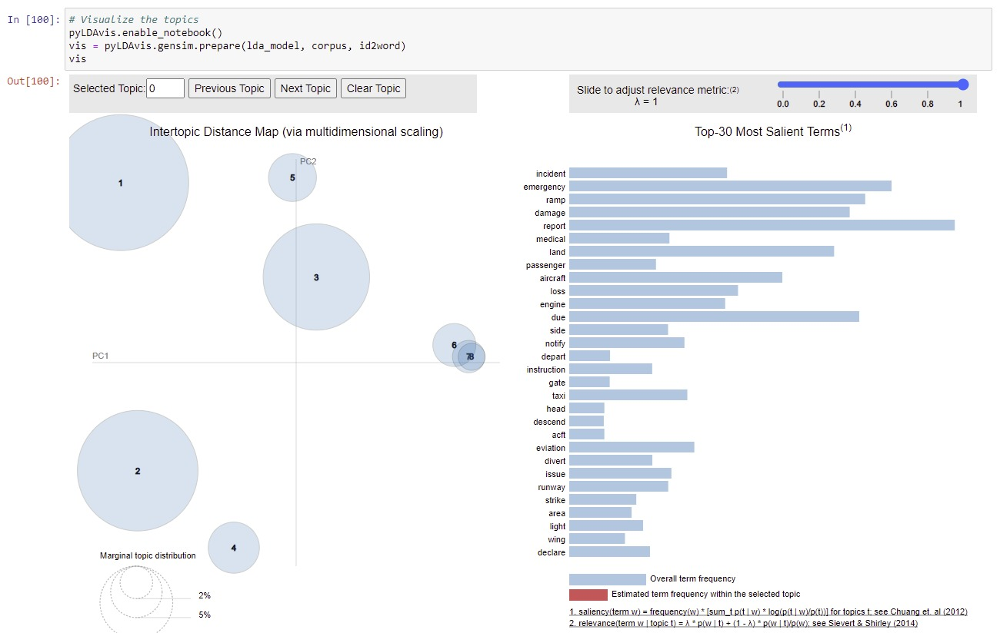 In [100]:
# Visualize the topics
pyLDAvis.enable_notebook()
vis = pyLDAvis.gensim.prepare(lda_model, corpus, id2word)
vis
Out[100]:
Selected Topic: 0 Previous Topic Next Topic Clear Topic
Slide to adjust relevance metric:(2)
λ = 1
0.0 0.2 0.4 0.6 0.8 1
Intertopic Distance Map (via multidimensional scaling)
PC2
PC1
1
5
3
6
7
8
2
4
Marginal topic distribution
2%
5%
Top-30 Most Salient Terms(1)
incident
emergency
ramp
damage
report
medical
land
passenger
aircraft
loss
engine
due
side
notify
depart
instruction
gate
taxi
head
descend
acft
eviation
divert
issue
runway
strike
area
light
wing
declare
Overall term frequency
Estimated term frequency within the selected topic
1. saliency(term w) = frequency(w) * [sum_t p(t | w) * log(p(t | w)/p(t))] for topics t; see Chuang et. al (2012)
2. relevance(term w | topic t) = λ * p(w | t) + (1 - λ) * p(w | t)/p(w); see Sievert & Shirley (2014)